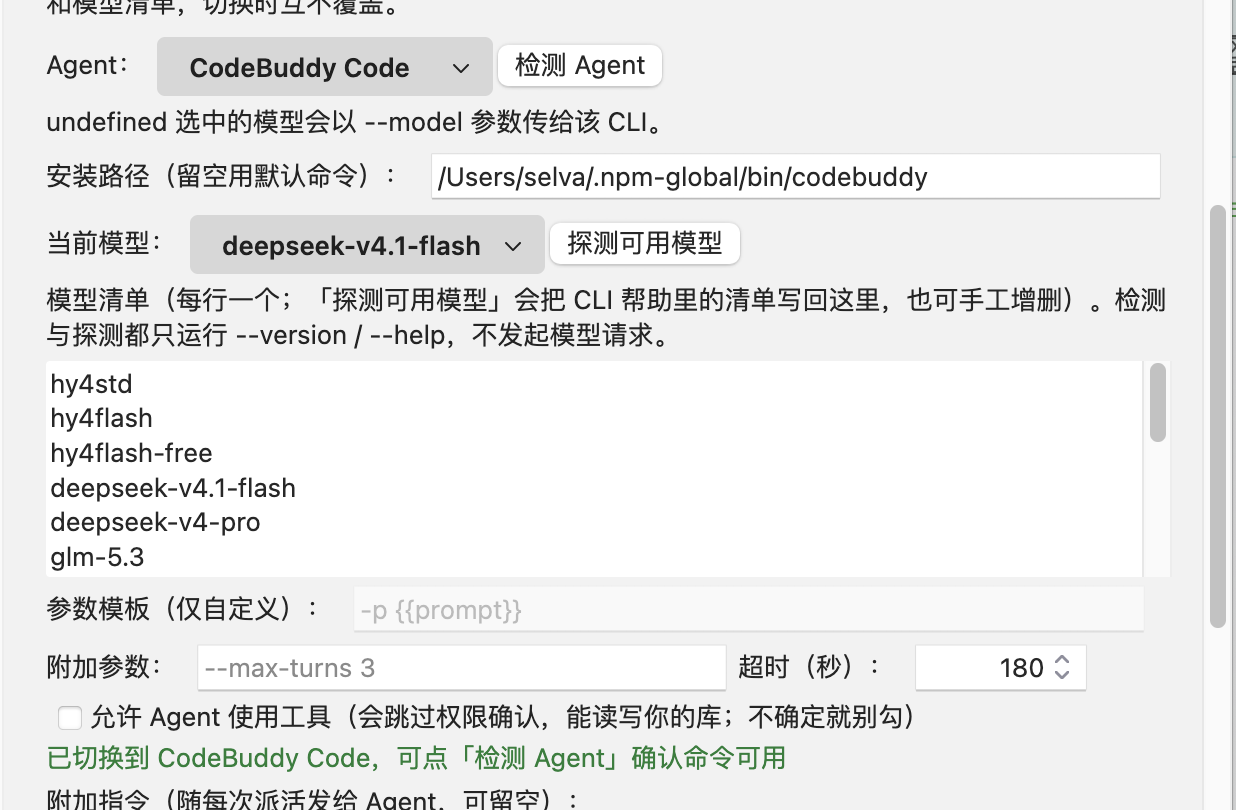 和模型清单，切换时互不覆盖。
Agent： CodeBuddy Code 检测 Agent
undefined 选中的模型会以 --model 参数传给该 CLI。
安装路径（留空用默认命令）： /Users/selva/.npm-global/bin/codebuddy
当前模型： deepseek-v4.1-flash 探测可用模型
模型清单（每行一个；「探测可用模型」会把 CLI 帮助里的清单写回这里，也可手工增删）。检测
与探测都只运行 --version / --help，不发起模型请求。
hy4std
hy4flash
hy4flash-free
deepseek-v4.1-flash
deepseek-v4-pro
glm-5.3
参数模板（仅自定义）： -p {{prompt}}
附加参数： --max-turns 3 超时（秒）： 180
允许 Agent 使用工具（会跳过权限确认，能读写你的库；不确定就别勾）
已切换到 CodeBuddy Code，可点「检测 Agent」确认命令可用
附加指令（随每次派活发给 Agent，可留空）：